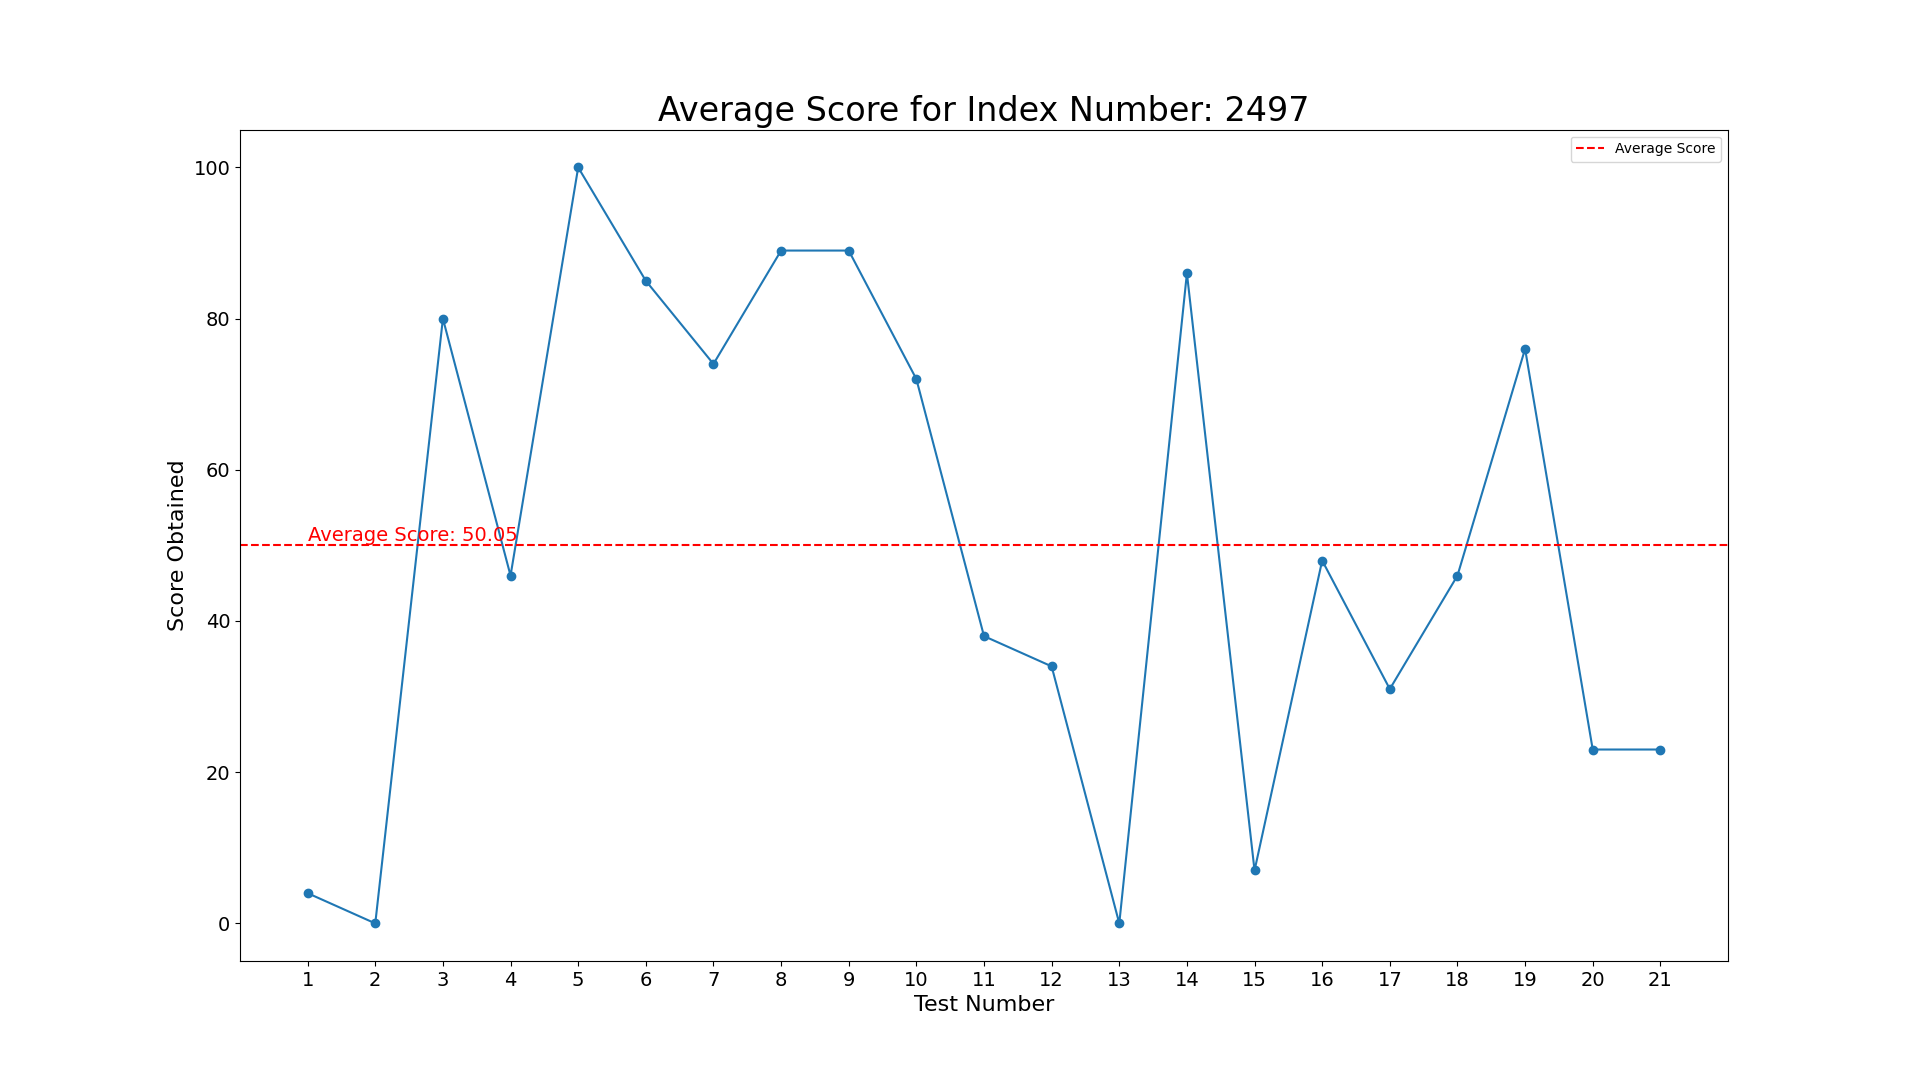 Average Score for Index Number: 2497
Average Score
100
80
60
40
20
0
Score Obtained
Average Score: 50.05
1 2 3 4 5 6 7 8 9 10 11 12 13 14 15 16 17 18 19 20 21
Test Number